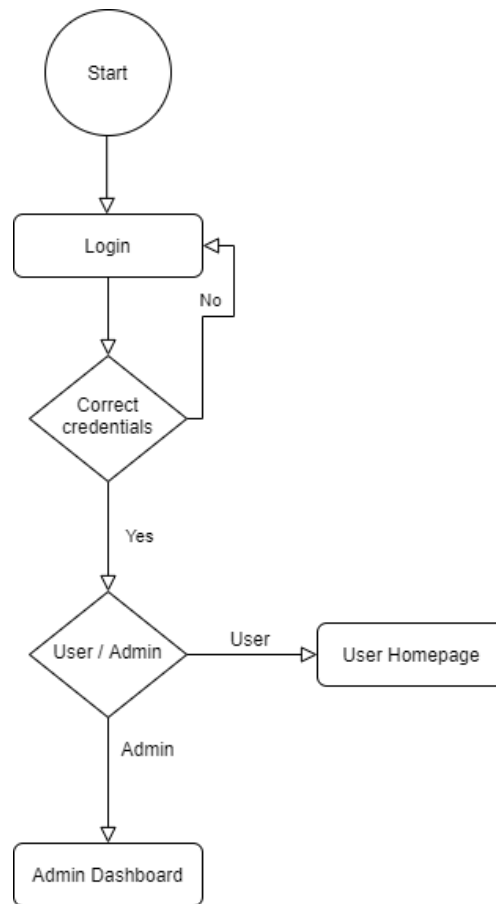 Start
Login
No
Correct
credentials
Yes
User / Admin
User
User Homepage
Admin
Admin Dashboard